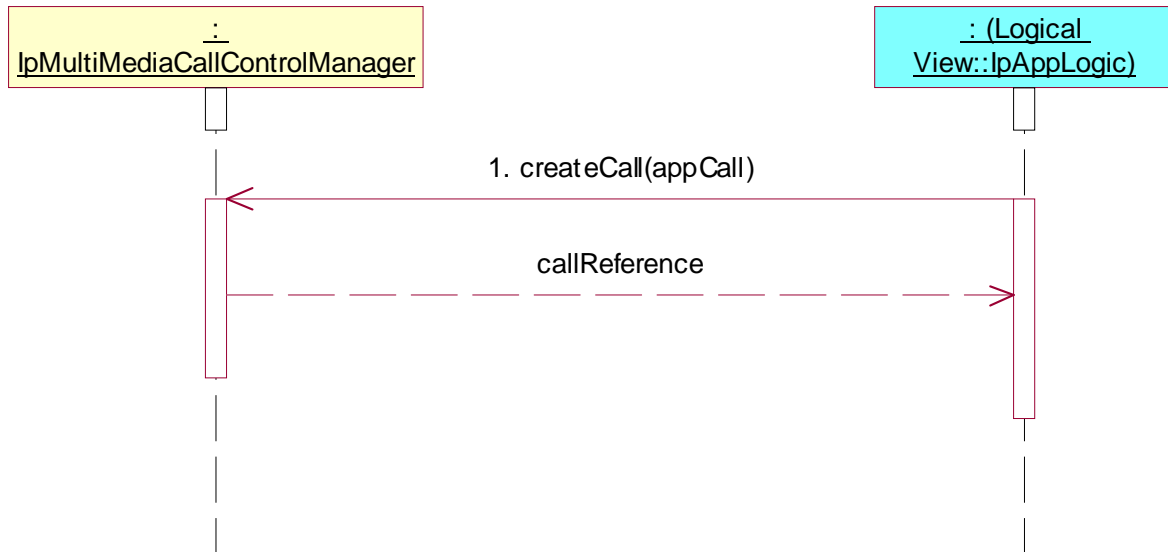 :
IpMultiMediaCallControlManager
: (Logical
View::IpAppLogic)
1. createCall(appCall)
callReference